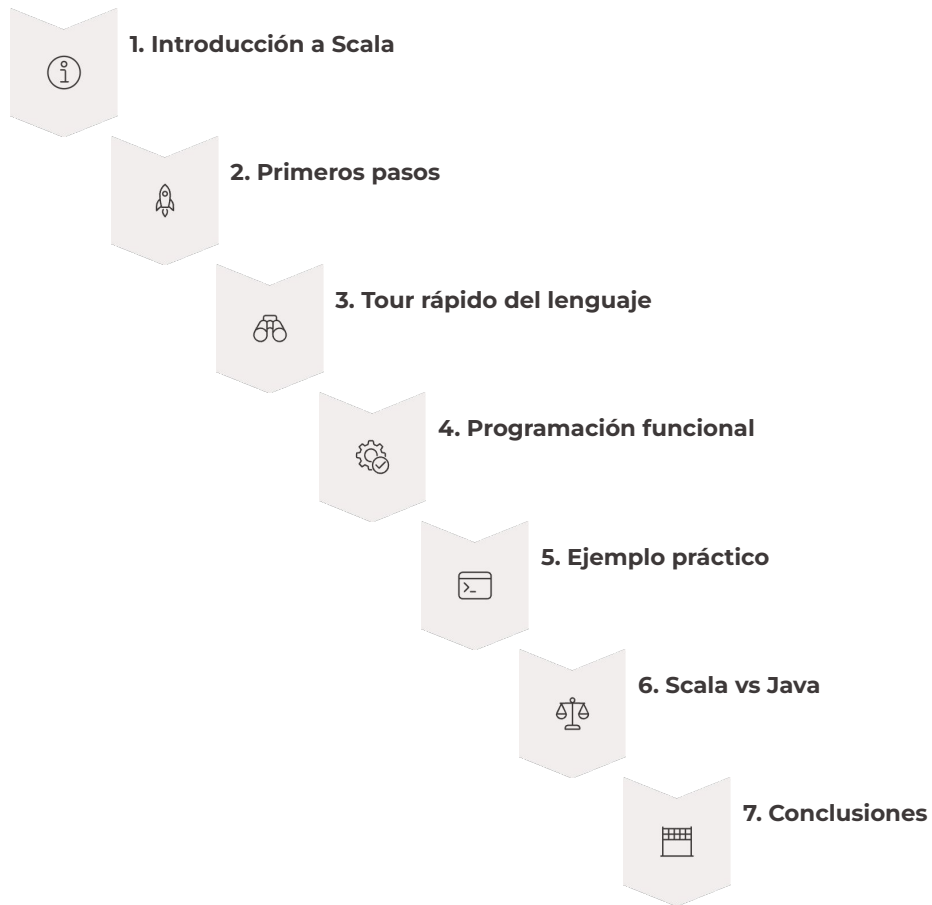 1. Introducción a Scala
2. Primeros pasos
3. Tour rápido del lenguaje
4. Programación funcional
5. Ejemplo práctico
6. Scala vs Java
7. Conclusiones